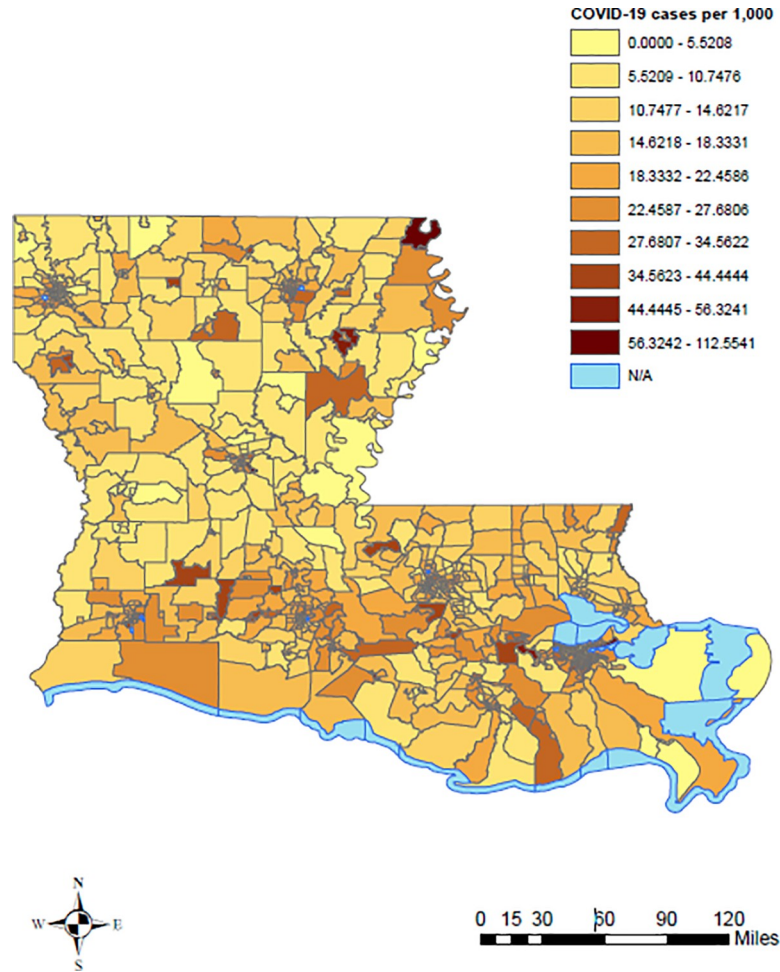 COVID-19 cases per 1,000
0.0000 - 5.5208
5.5209 - 10.7476
10.7477 - 14.6217
14.6218 - 18.3331
18.3332 - 22.4586
22.4587 - 27.6806
27.6807 - 34.5622
34.5623 - 44.4444
44.4445 - 56.3241
56.3242 - 112.5541
N/A
N
W E
S
0 15 30 60 90 120
Miles